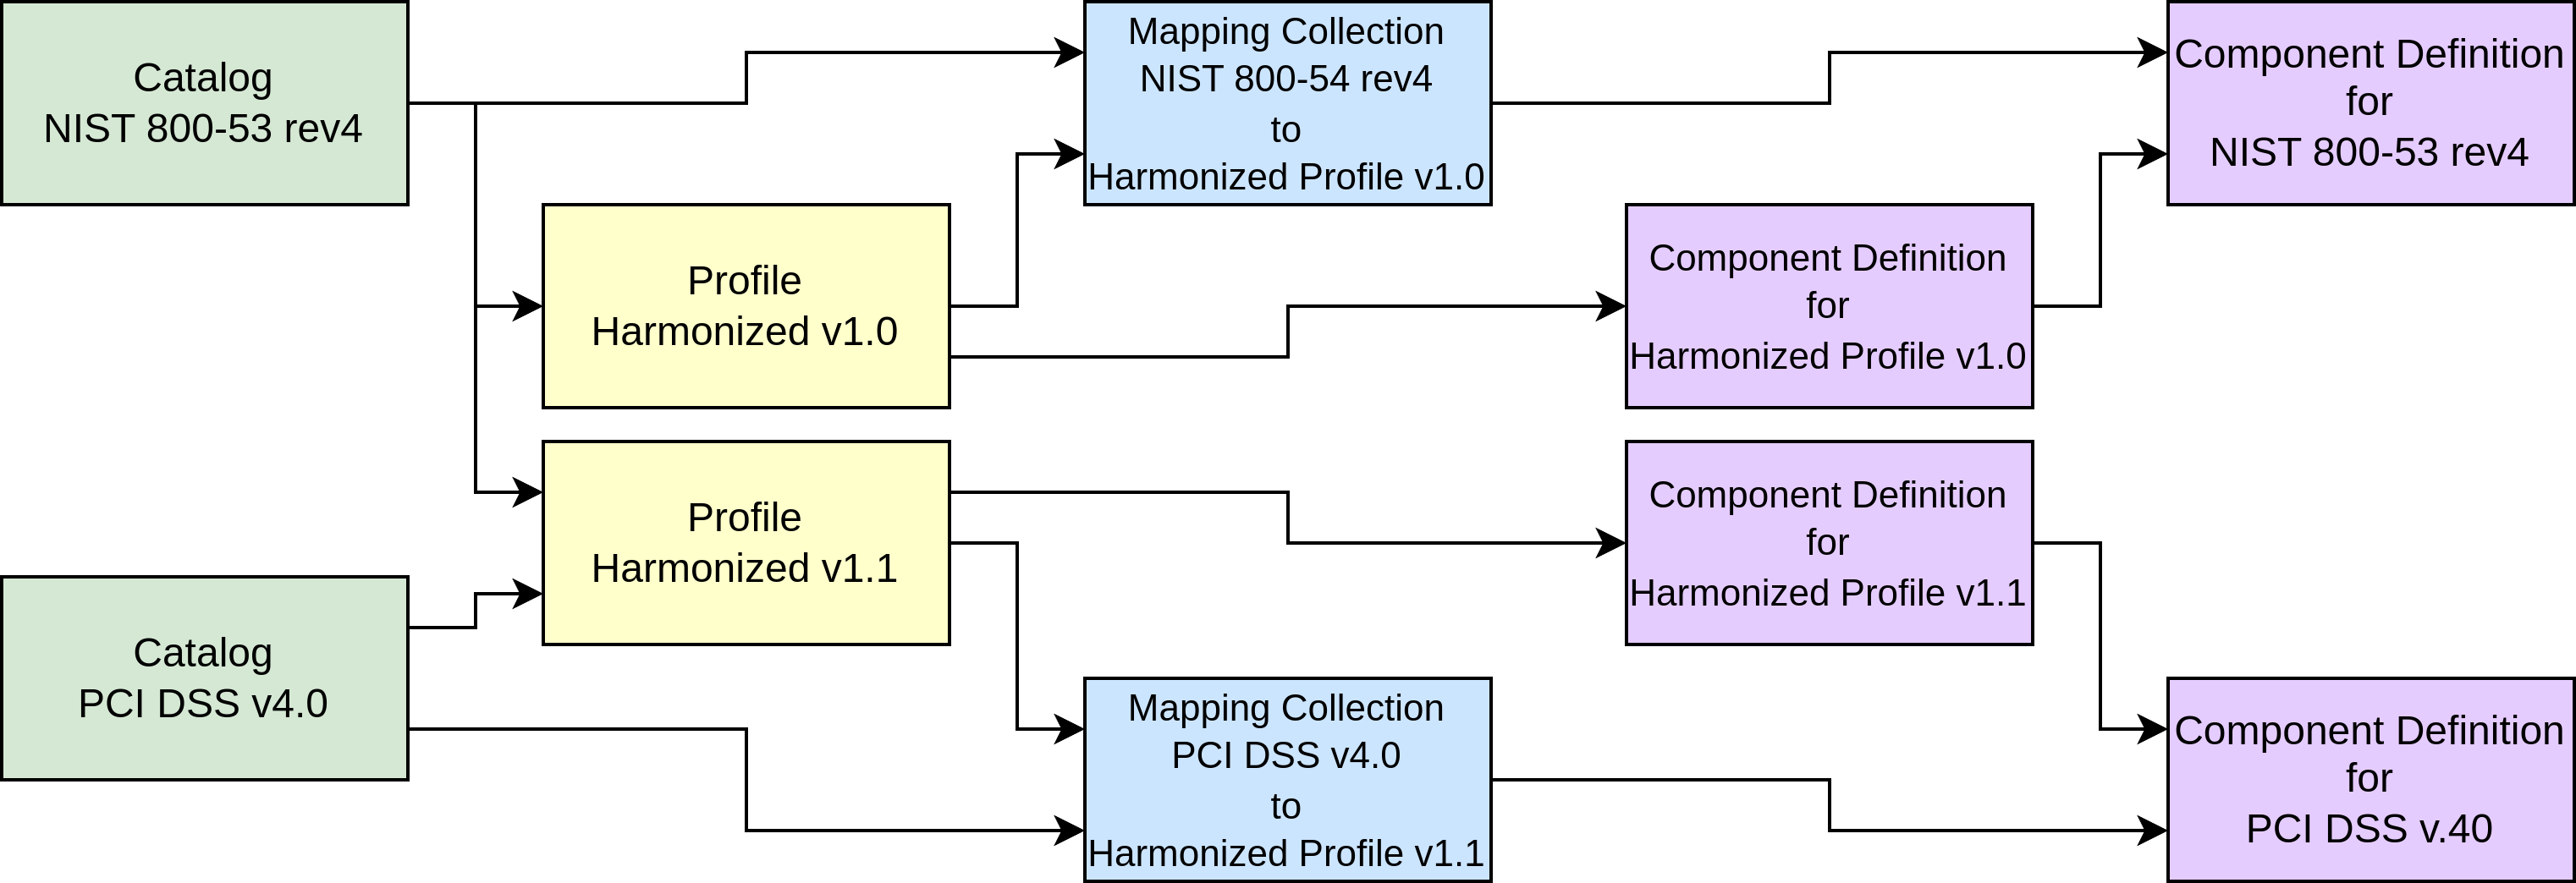 Catalog
NIST 800-53 rev4
Mapping Collection
NIST 800-54 rev4
to
Harmonized Profile v1.0
Component Definition
for
NIST 800-53 rev4
Profile
Harmonized v1.0
Component Definition
for
Harmonized Profile v1.0
Profile
Harmonized v1.1
Component Definition
for
Harmonized Profile v1.1
Catalog
PCI DSS v4.0
Mapping Collection
PCI DSS v4.0
to
Harmonized Profile v1.1
Component Definition
for
PCI DSS v.40